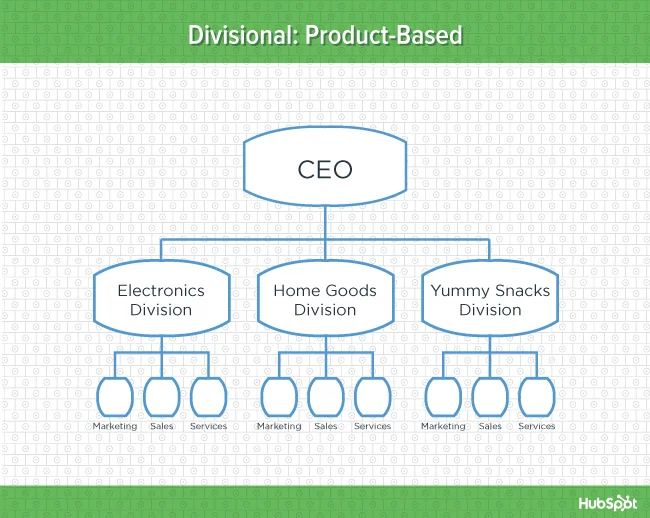 Divisional: Product-Based
CEO
Electronics
Division
Home Goods
Division
Yummy Snacks
Division
Marketing Sales Services
Marketing Sales Services
Marketing Sales Services
HubSpot